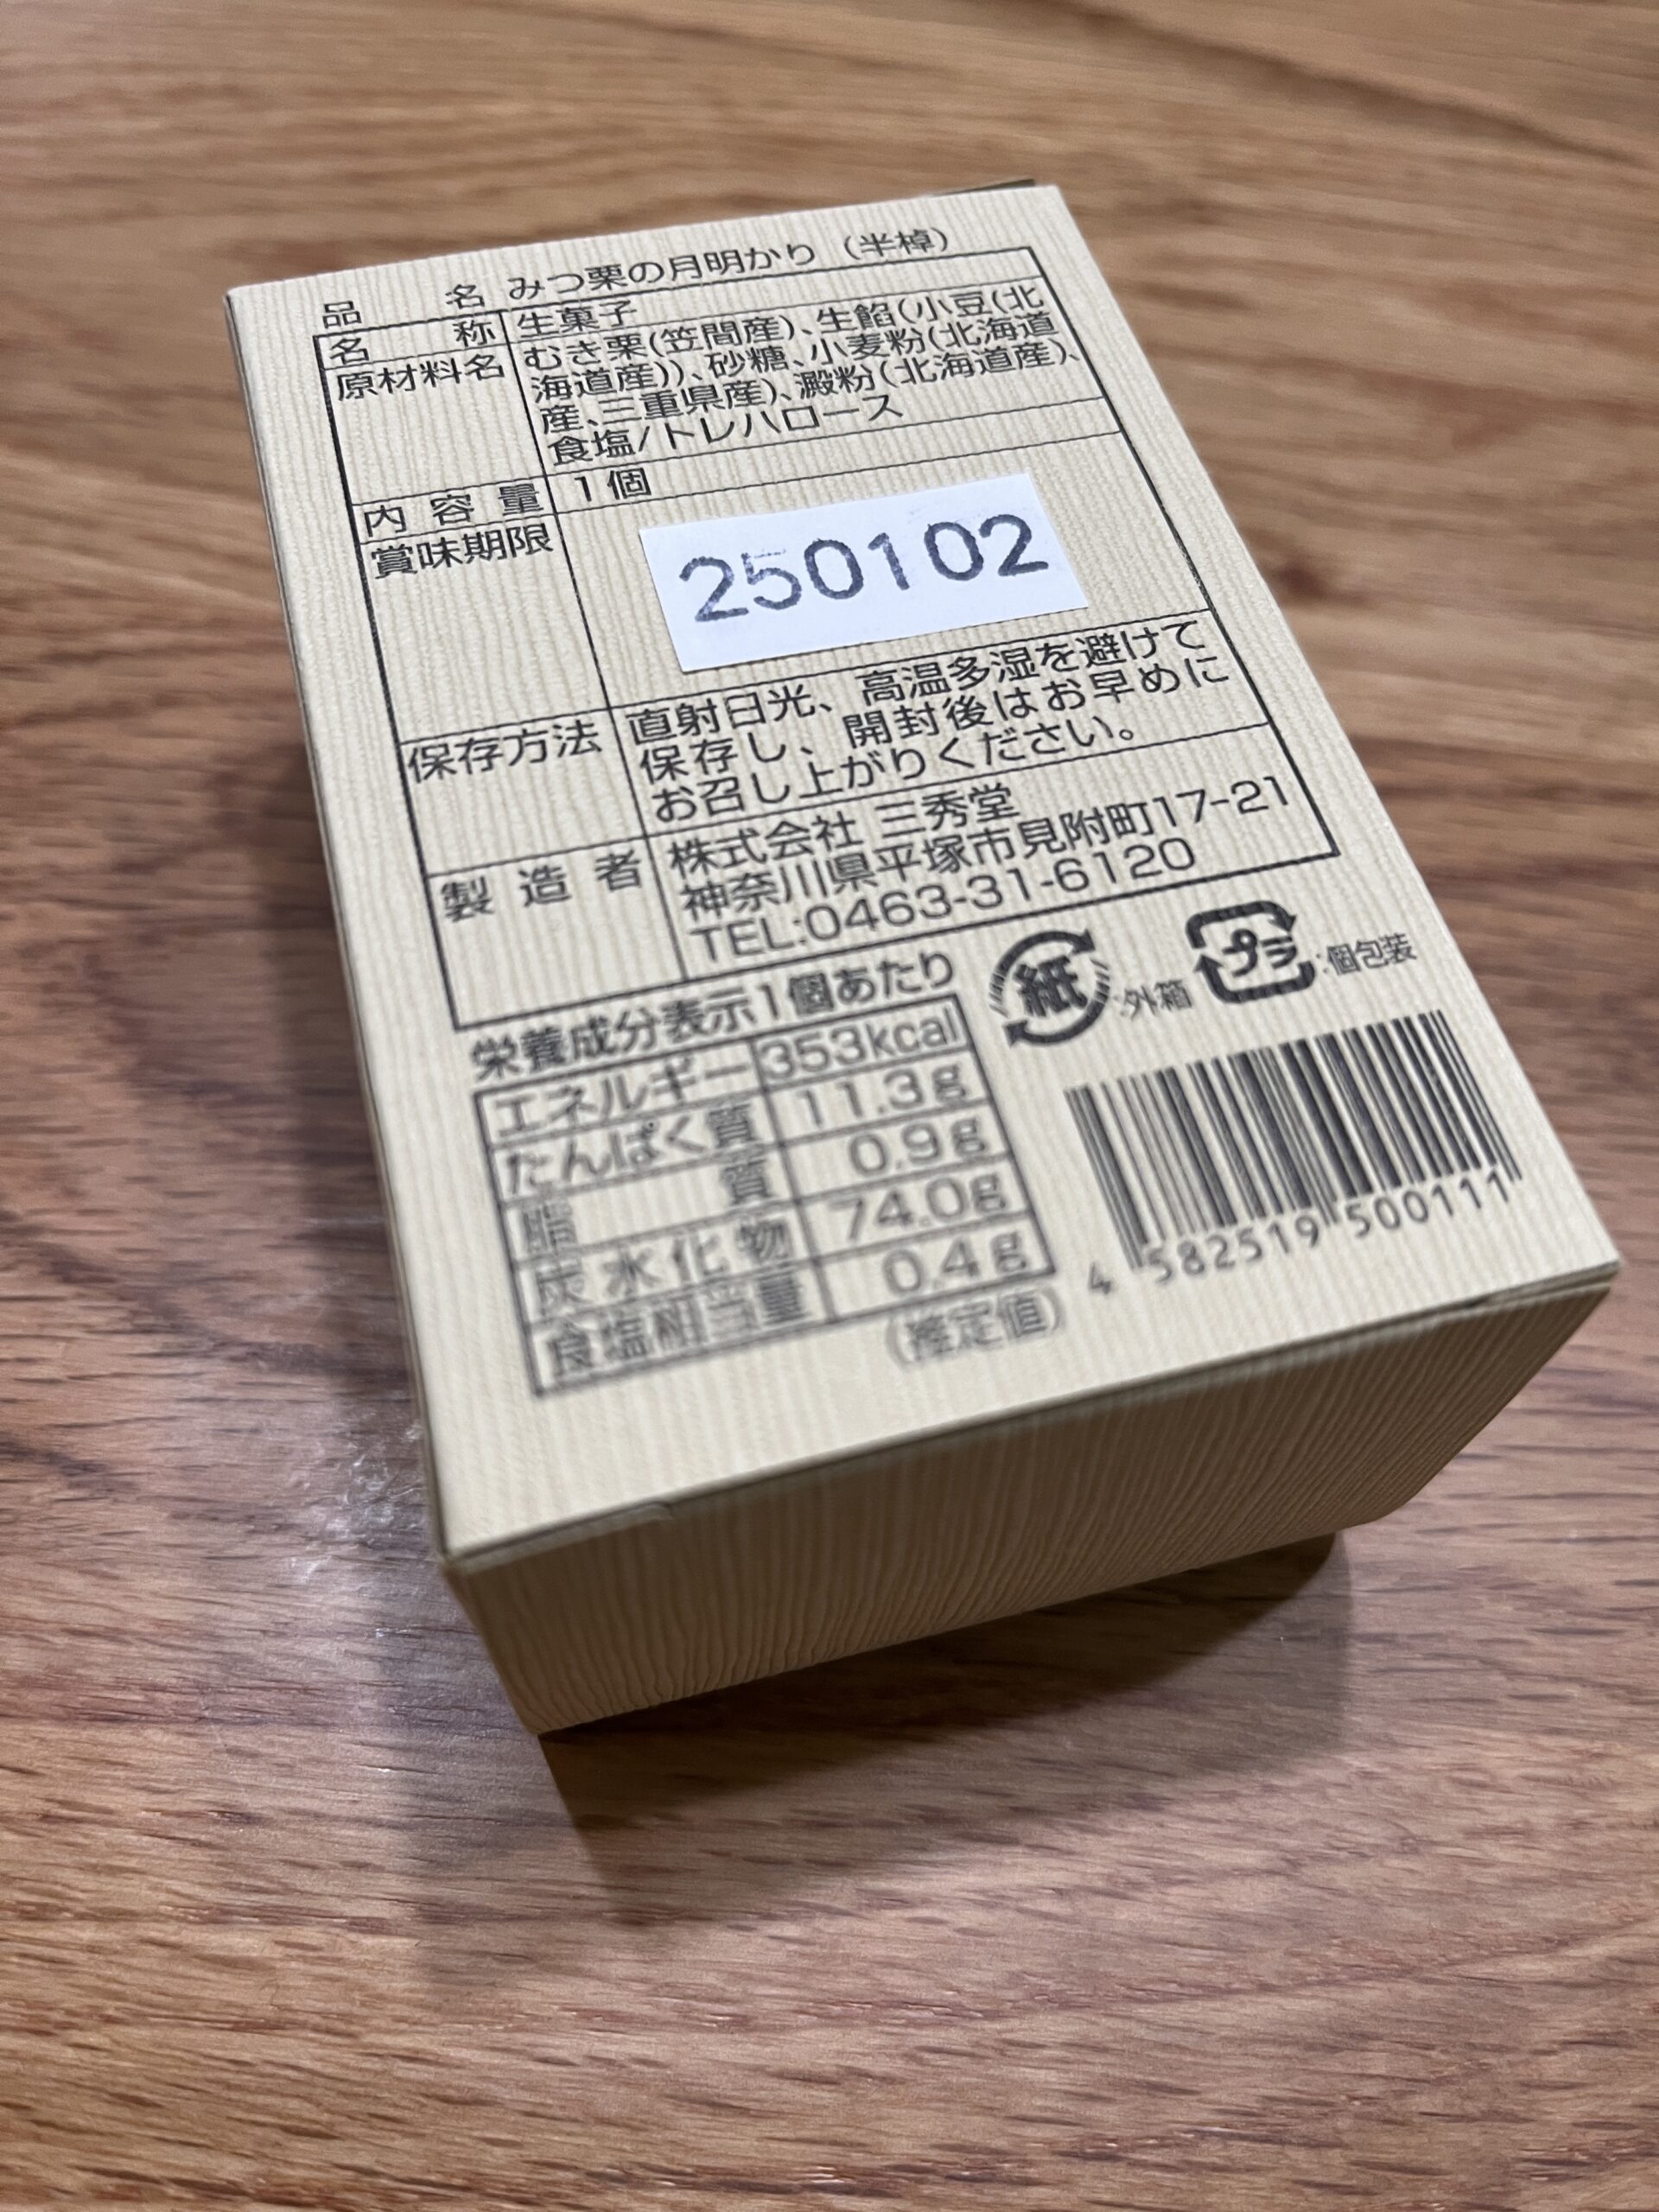 品名 みつ栗の月明かり（半棹）
名称 生菓子
原材料名 むき栗(笠間産)、生餡(小豆(北
海道産))、砂糖、小麦粉(北海道
産、三重県産)、澱粉(北海道産)、
食塩/トレハロース
内容量 1個
賞味期限 250102
保存方法 直射日光、高温多湿を避けて
保存し、開封後はお早めに
お召し上がりください。
製造者 株式会社 三秀堂
神奈川県平塚市見附町17-21
TEL:0463-31-6120
栄養成分表示1個あたり
エネルギー 353kcal
たんぱく質 11.3g
脂質 0.9g
炭水化物 74.0g
食塩相当量 0.4g
(推定値)
紙:外箱 プラ:個包装
4 582519 500111